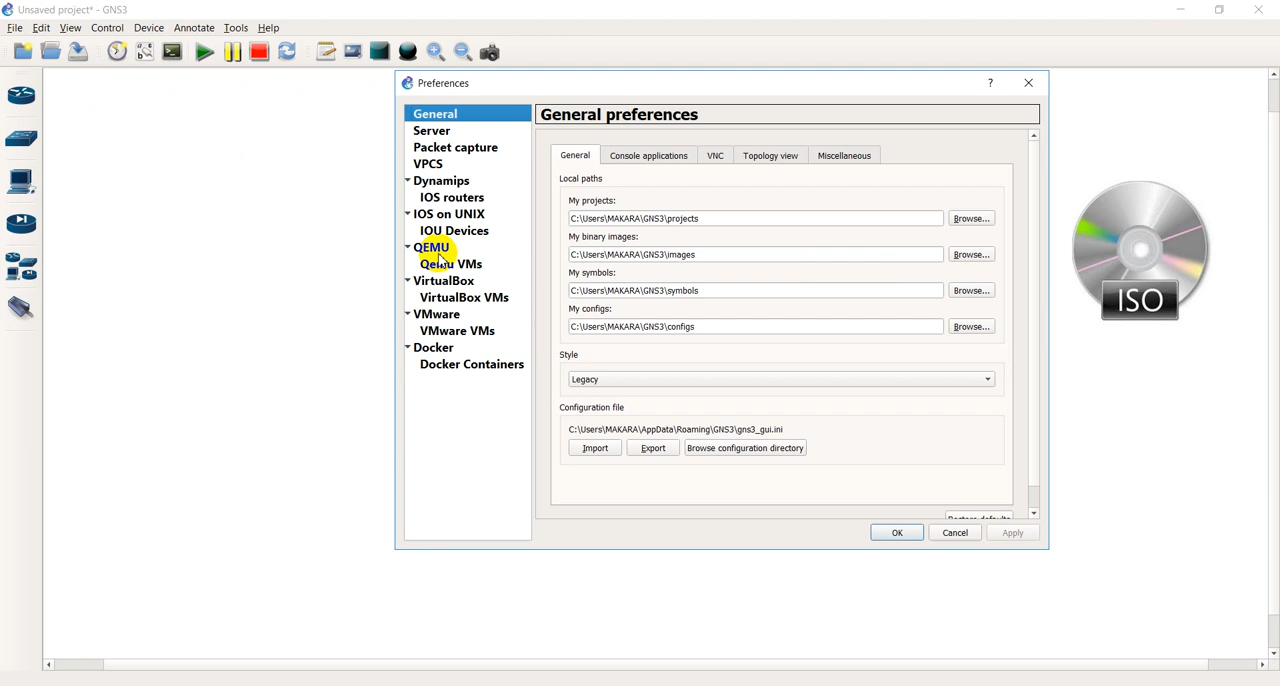 Unsaved project* - GNS3
File Edit View Control Device Annotate Tools Help
Preferences
General
Server
Packet capture
VPCS
Dynamips
IOS routers
IOS on UNIX
IOU Devices
QEMU
Qemu VMs
VirtualBox
VirtualBox VMs
VMware
VMware VMs
Docker
Docker Containers
General preferences
General Console applications VNC Topology view Miscellaneous
Local paths
My projects:
C:\Users\MAKARA\GNS3\projects Browse...
My binary images:
C:\Users\MAKARA\GNS3\images Browse...
My symbols:
C:\Users\MAKARA\GNS3\symbols Browse...
My configs:
C:\Users\MAKARA\GNS3\configs Browse...
Style
Legacy
Configuration file
C:\Users\MAKARA\AppData\Roaming\GNS3\gns3_gui.ini
Import Export Browse configuration directory
Restore defaults
OK Cancel Apply
ISO